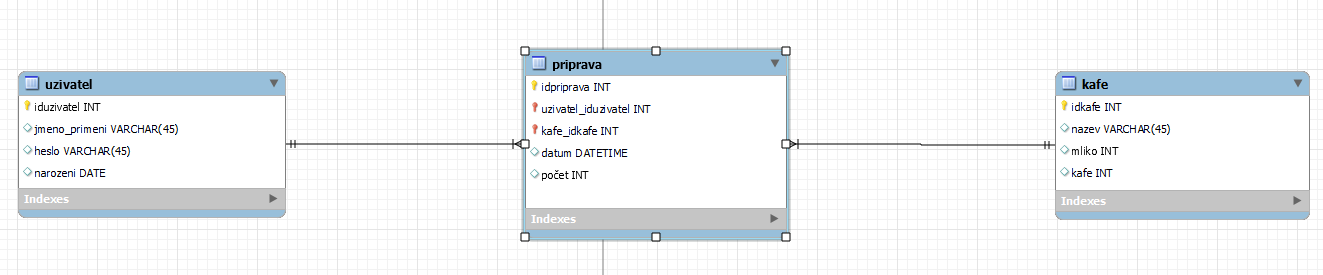 uzivatel
iduzivatel INT
jmeno_primeni VARCHAR(45)
heslo VARCHAR(45)
narozeni DATE
Indexes
priprava
idpriprava INT
uzivatel_iduzivatel INT
kafe_idkafe INT
datum DATETIME
počet INT
Indexes
kafe
idkafe INT
nazev VARCHAR(45)
mliko INT
kafe INT
Indexes